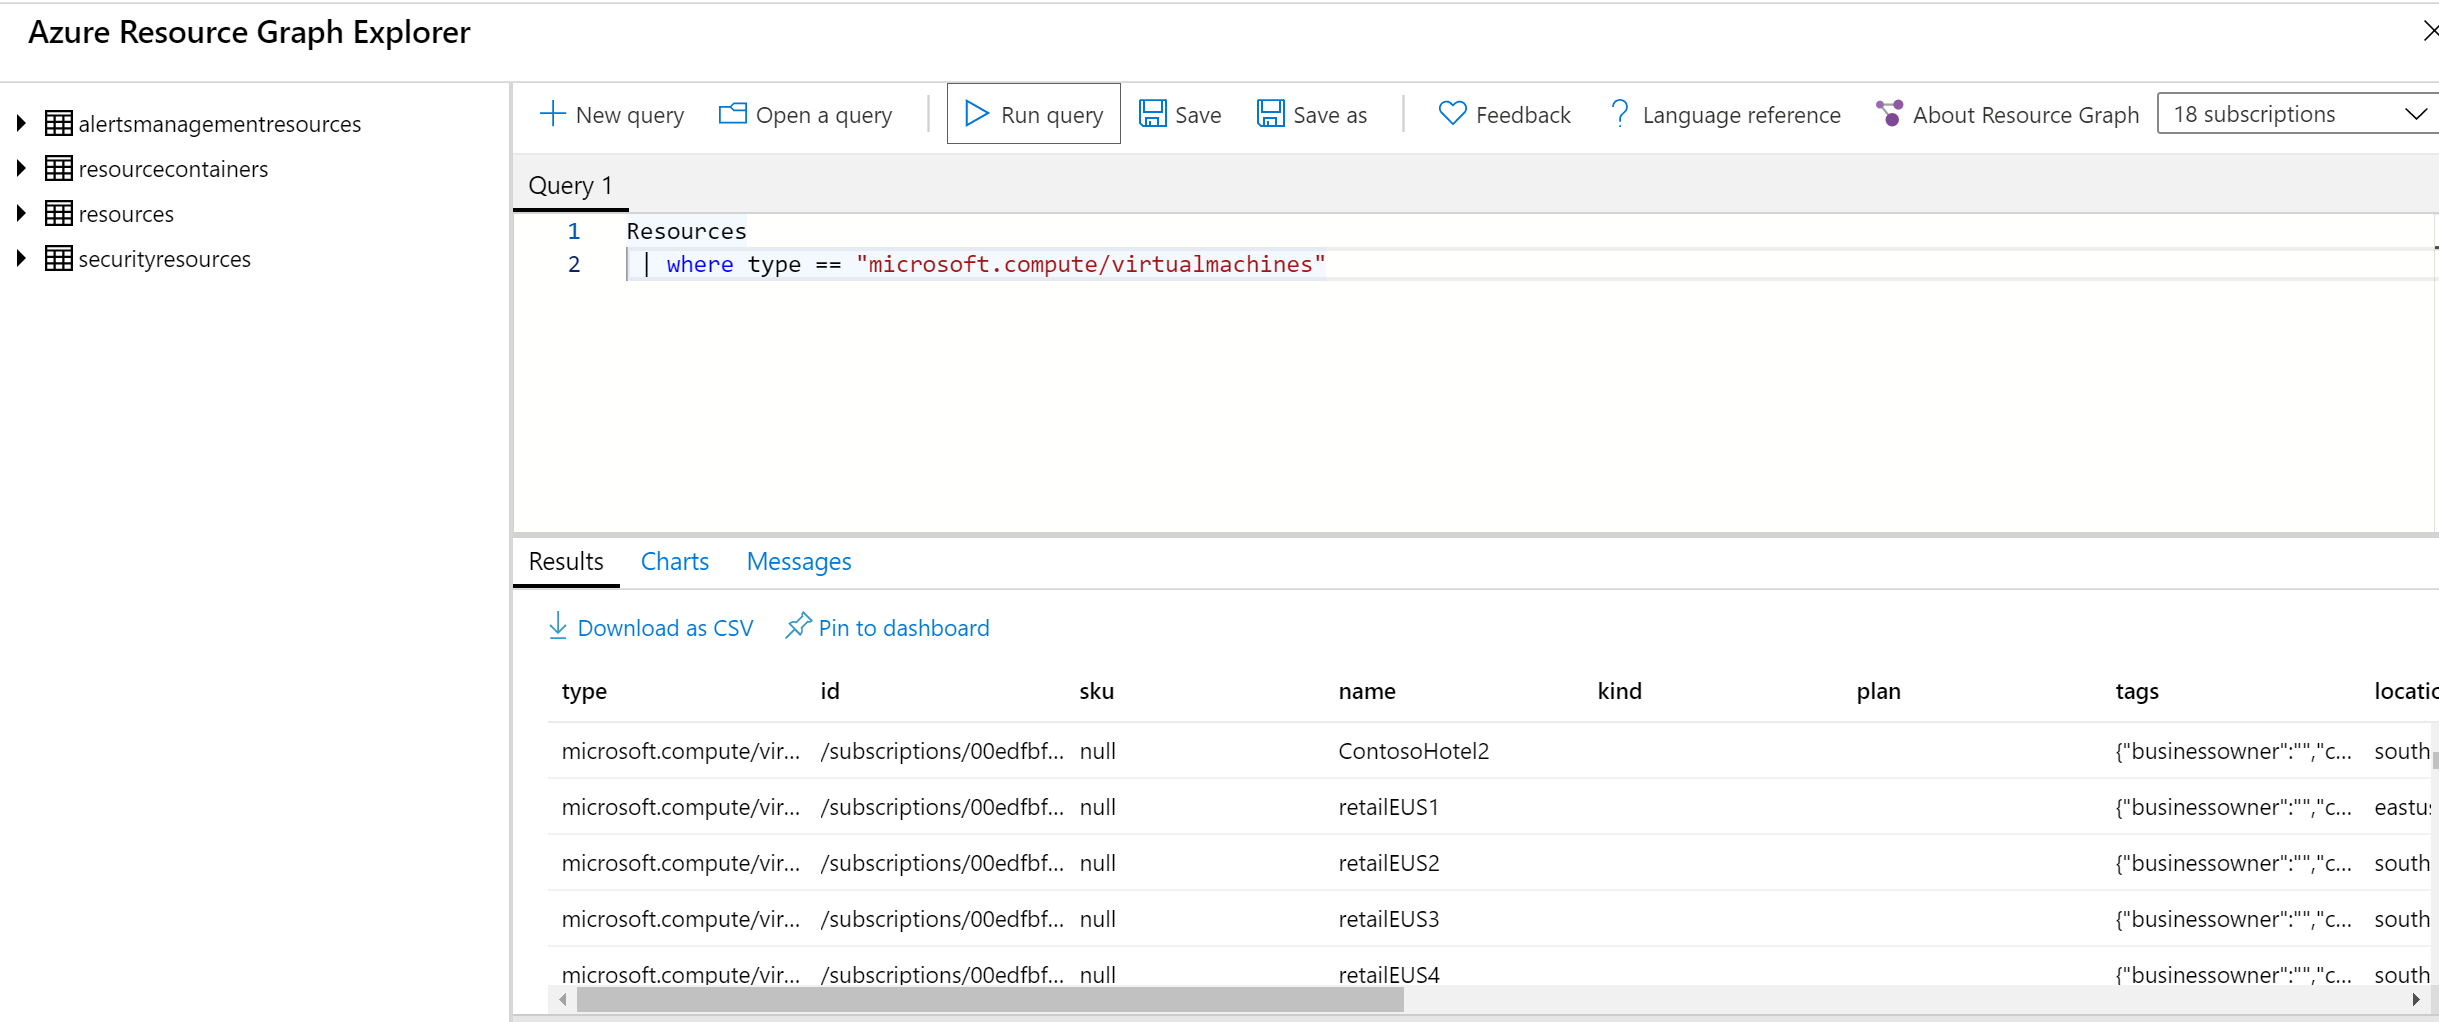 Azure Resource Graph Explorer
alertsmanagementresources
resourcecontainers
resources
securityresources
New query Open a query Run query Save Save as Feedback Language reference About Resource Graph 18 subscriptions
Query 1
1 Resources
2 | where type == "microsoft.compute/virtualmachines"
Results Charts Messages
Download as CSV Pin to dashboard
type id sku name kind plan tags locatio
microsoft.compute/vir... /subscriptions/00edfbf... null ContosoHotel2 {"businessowner":"","c... south
microsoft.compute/vir... /subscriptions/00edfbf... null retailEUS1 {"businessowner":"","c... eastus
microsoft.compute/vir... /subscriptions/00edfbf... null retailEUS2 {"businessowner":"","c... south
microsoft.compute/vir... /subscriptions/00edfbf... null retailEUS3 {"businessowner":"","c... south
microsoft.compute/vir... /subscriptions/00edfbf... null retailEUS4 {"businessowner":"","c... south